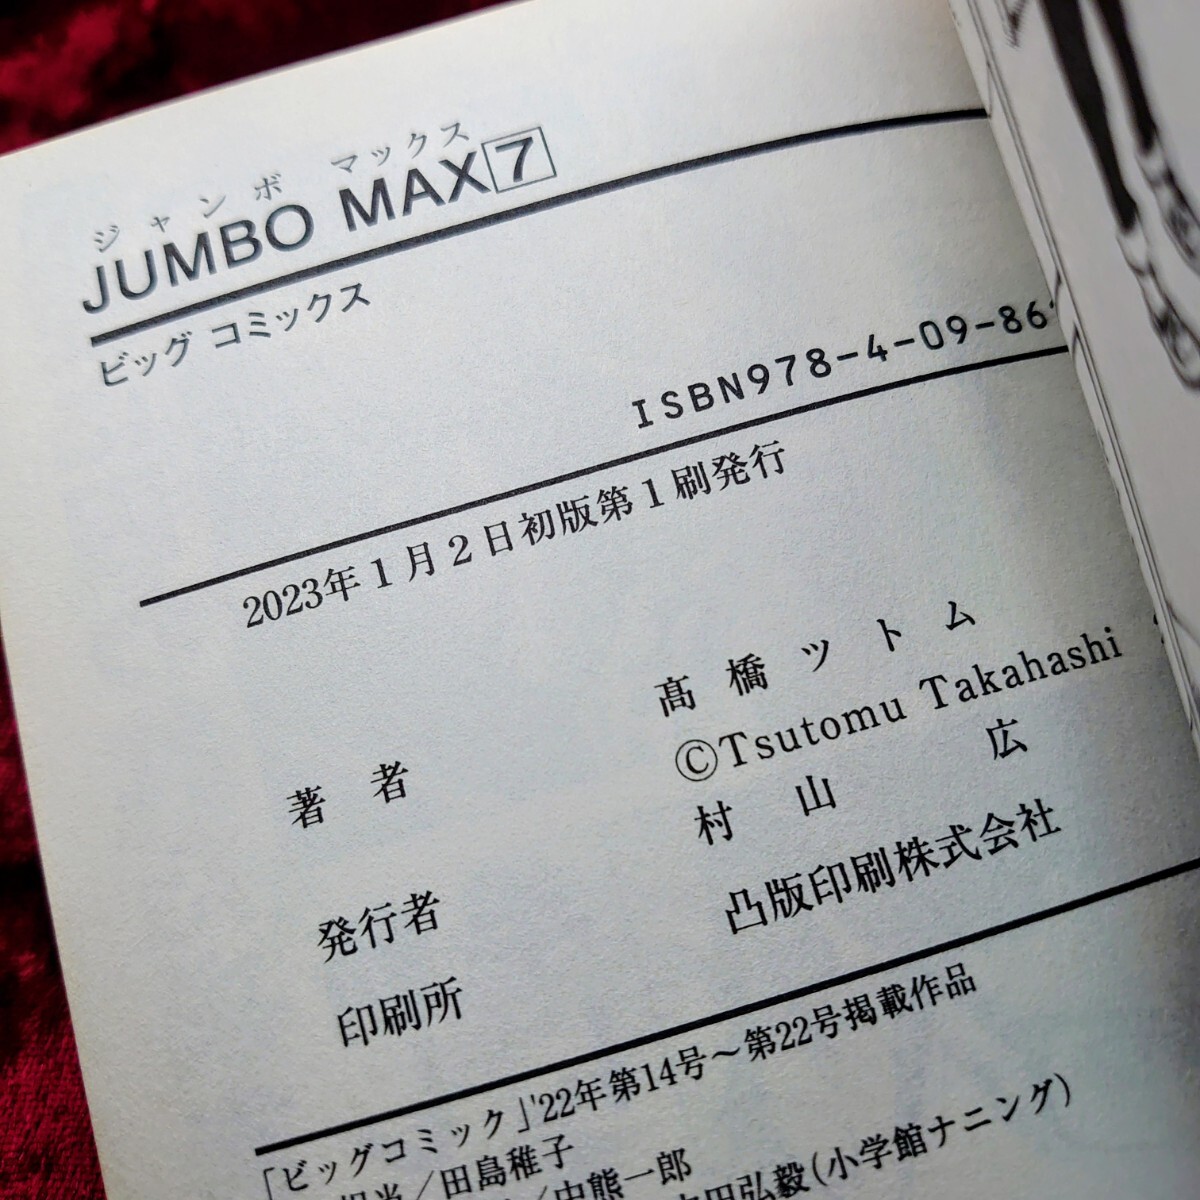 ジャンボ マックス
JUMBO MAX 7
ビッグ コミックス
ISBN978-4-09-86
2023年1月2日初版第1刷発行
著者
髙橋ツトム
©Tsutomu Takahashi
発行者
村山 広
印刷所
凸版印刷株式会社
「ビッグコミック」'22年第14号〜第22号掲載作品
担当/田島稚子
/中熊一郎
田弘毅(小学館ナニング)